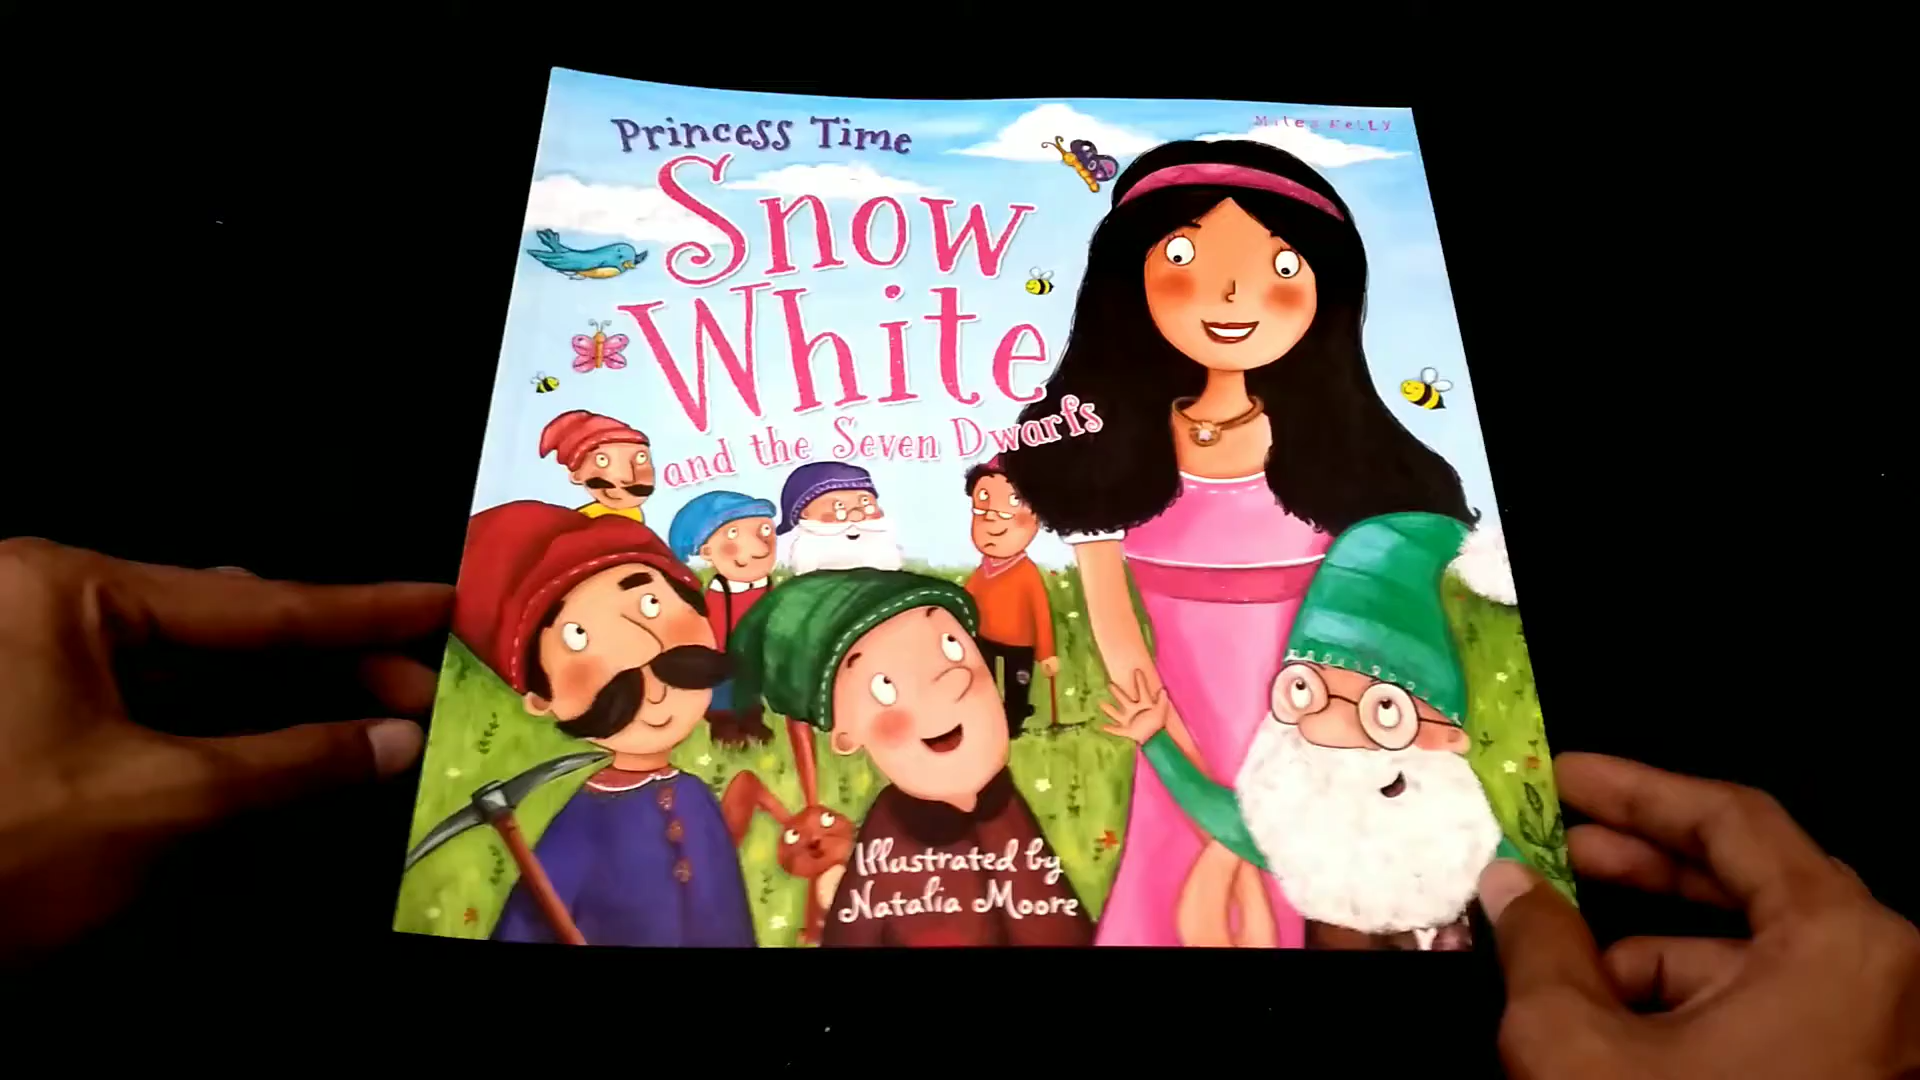 Princess Time
Miles Kelly
Snow
White
and the Seven Dwarfs
Illustrated by
Natalia Moore